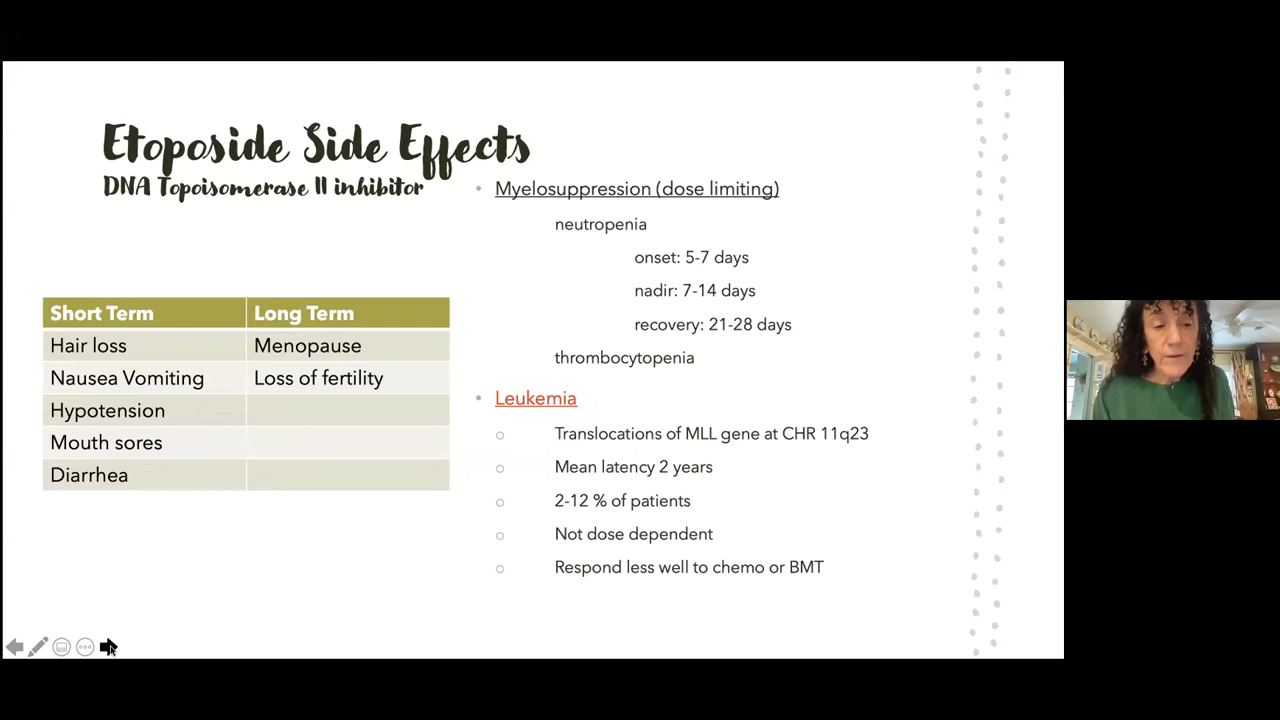 Etoposide Side Effects
DNA Topoisomerase II inhibitor
Short Term Long Term
Hair loss Menopause
Nausea Vomiting Loss of fertility
Hypotension
Mouth sores
Diarrhea
• Myelosuppression (dose limiting)
neutropenia
onset: 5-7 days
nadir: 7-14 days
recovery: 21-28 days
thrombocytopenia
• Leukemia
○ Translocations of MLL gene at CHR 11q23
○ Mean latency 2 years
○ 2-12 % of patients
○ Not dose dependent
○ Respond less well to chemo or BMT